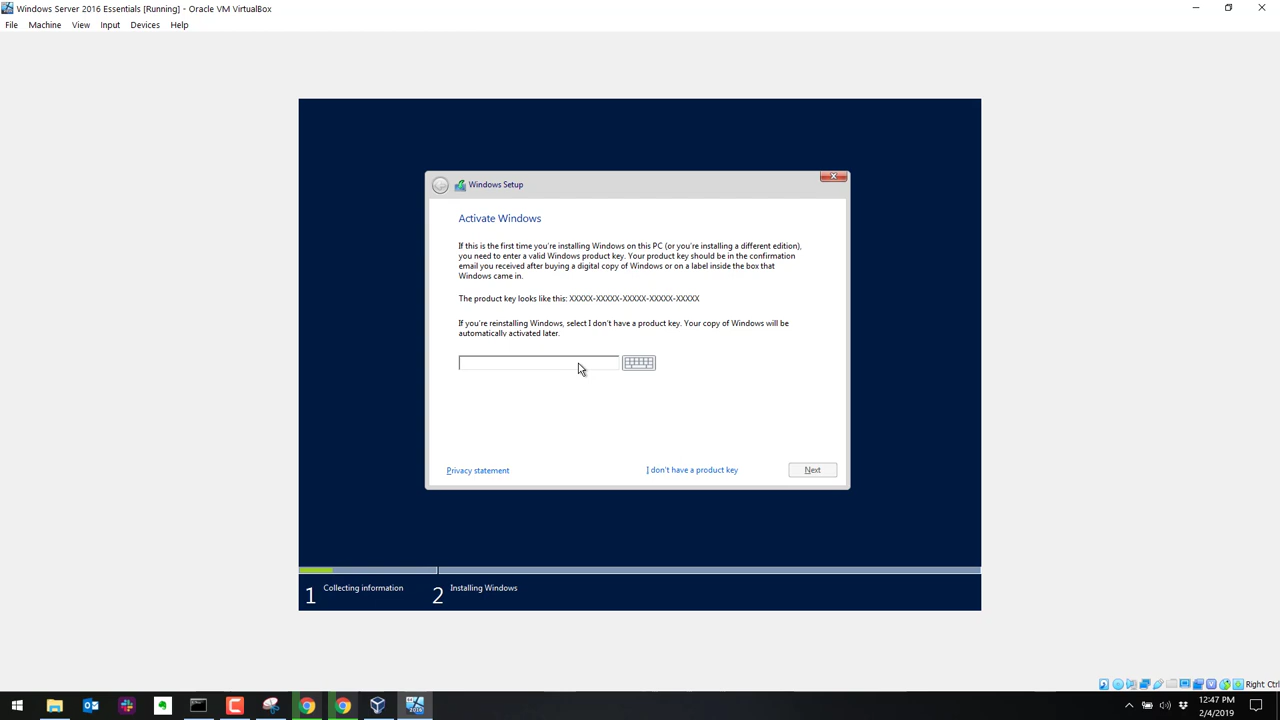 Windows Server 2016 Essentials [Running] - Oracle VM VirtualBox
File Machine View Input Devices Help
Windows Setup
Activate Windows
If this is the first time you're installing Windows on this PC (or you're installing a different edition),
you need to enter a valid Windows product key. Your product key should be in the confirmation
email you received after buying a digital copy of Windows or on a label inside the box that
Windows came in.
The product key looks like this: XXXXX-XXXXX-XXXXX-XXXXX-XXXXX
If you're reinstalling Windows, select I don't have a product key. Your copy of Windows will be
automatically activated later.
Privacy statement
I don't have a product key
Next
1 Collecting information
2 Installing Windows
Right Ctrl
12:47 PM
2/4/2019